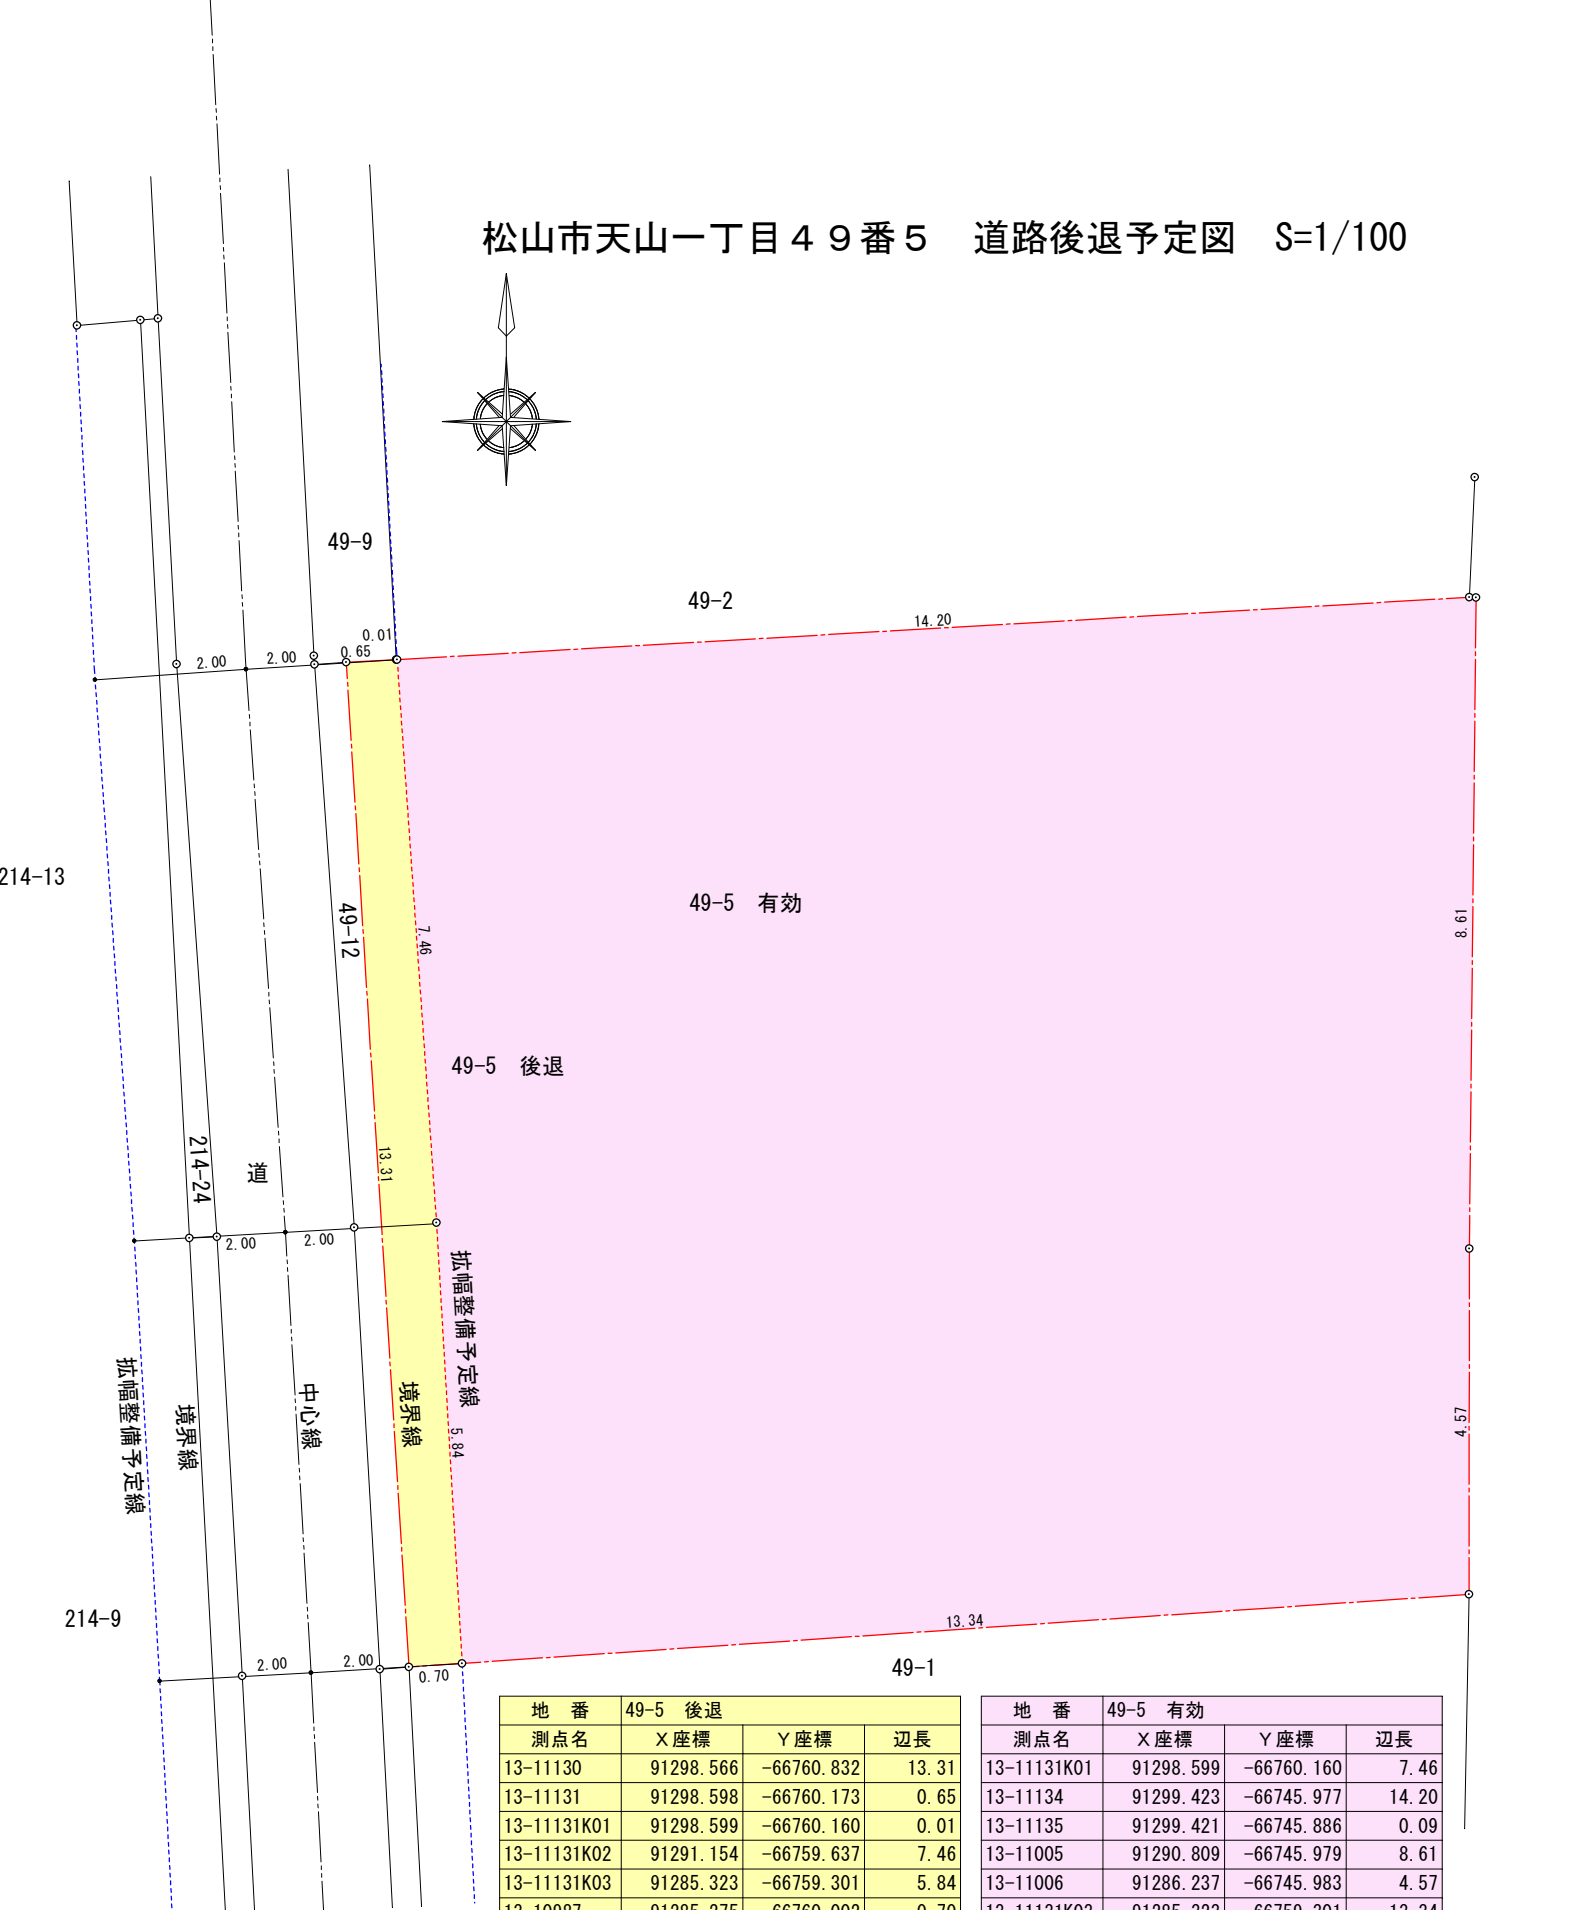 松山市天山一丁目４９番５　道路後退予定図　S=1/100
49-9
49-2
14.20
0.01
0.65
2.00
2.00
214-13
49-12
7.46
49-5　有効
8.61
49-5　後退
13.31
214-24
道
2.00
2.00
拡幅整備予定線
拡幅整備予定線
境界線
中心線
境界線
5.84
4.57
214-9
13.34
2.00
2.00
0.70
49-1
地　番 49-5　後退
測点名 Ｘ座標 Ｙ座標 辺長
13-11130 91298.566 -66760.832 13.31
13-11131 91298.598 -66760.173 0.65
13-11131K01 91298.599 -66760.160 0.01
13-11131K02 91291.154 -66759.637 7.46
13-11131K03 91285.323 -66759.301 5.84
地　番 49-5　有効
測点名 Ｘ座標 Ｙ座標 辺長
13-11131K01 91298.599 -66760.160 7.46
13-11134 91299.423 -66745.977 14.20
13-11135 91299.421 -66745.886 0.09
13-11005 91290.809 -66745.979 8.61
13-11006 91286.237 -66745.983 4.57